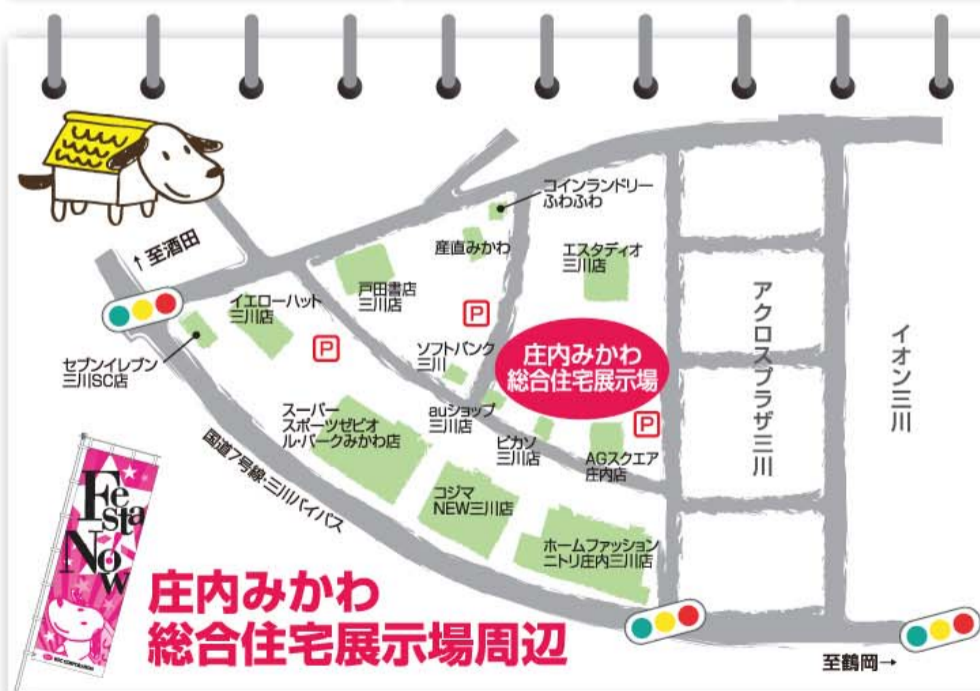 コインランドリー
ふわふわ
↑至酒田
産直みかわ
エスタディオ
三川店
戸田書店
三川店
イエローハット
三川店
P
P
ソフトバンク
三川
庄内みかわ
総合住宅展示場
セブンイレブン
三川SC店
アクロスプラザ三川
イオン三川
スーパー
スポーツゼビオ
ル・パークみかわ店
auショップ
三川店
P
ピカソ
三川店
AGスクエア
庄内店
国道7号線・三川バイパス
コジマ
NEW三川店
ホームファッション
ニトリ庄内三川店
Festa
Now
庄内みかわ
総合住宅展示場周辺
至鶴岡→